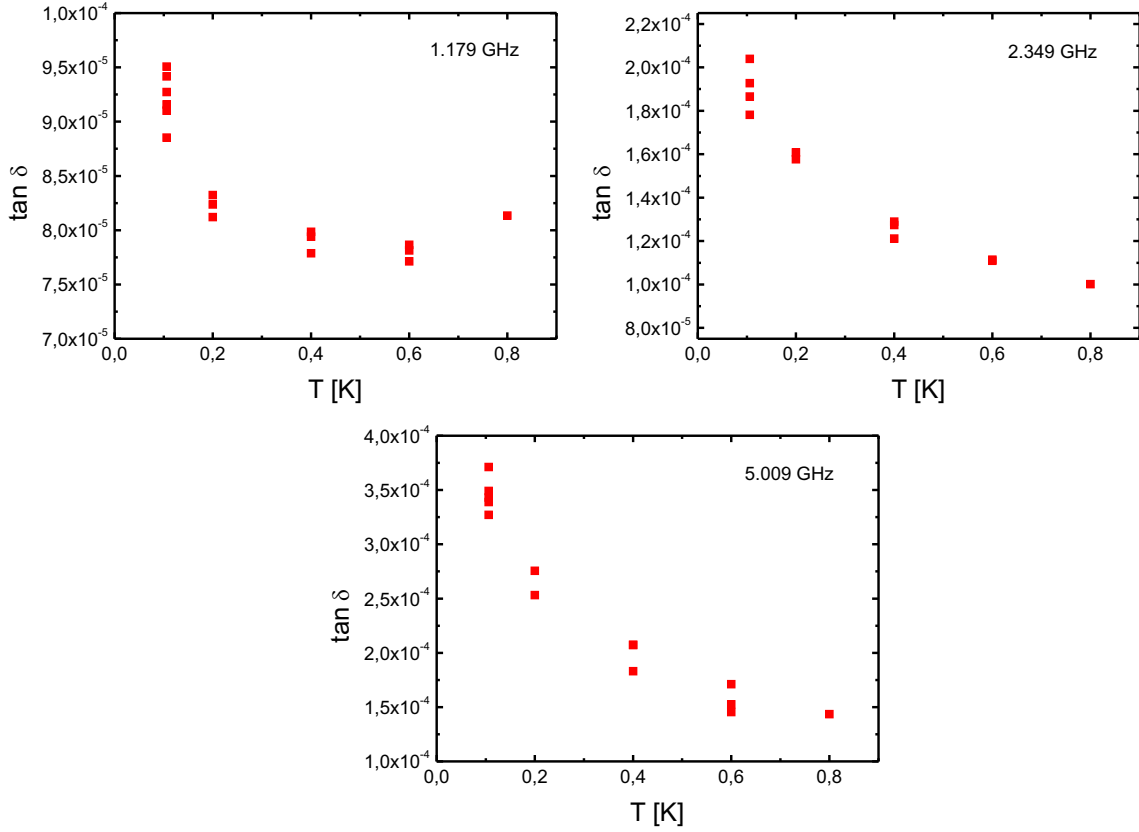 1.179 GHz
tan δ
1,0x10⁻⁴
9,5x10⁻⁵
9,0x10⁻⁵
8,5x10⁻⁵
8,0x10⁻⁵
7,5x10⁻⁵
7,0x10⁻⁵
0,0 0,2 0,4 0,6 0,8
T [K]
2.349 GHz
tan δ
2,2x10⁻⁴
2,0x10⁻⁴
1,8x10⁻⁴
1,6x10⁻⁴
1,4x10⁻⁴
1,2x10⁻⁴
1,0x10⁻⁴
8,0x10⁻⁵
0,0 0,2 0,4 0,6 0,8
T [K]
5.009 GHz
tan δ
4,0x10⁻⁴
3,5x10⁻⁴
3,0x10⁻⁴
2,5x10⁻⁴
2,0x10⁻⁴
1,5x10⁻⁴
1,0x10⁻⁴
0,0 0,2 0,4 0,6 0,8
T [K]